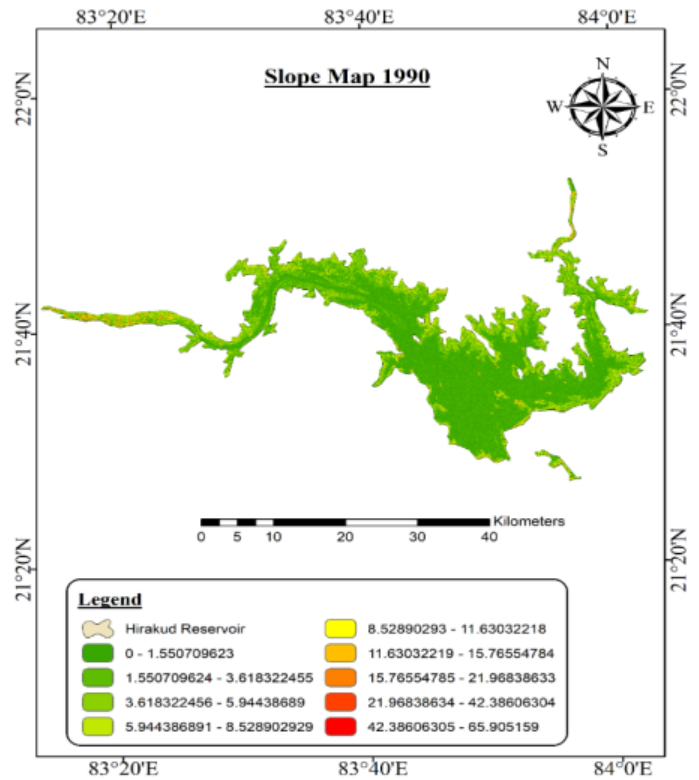 83°20'E 83°40'E 84°0'E
Slope Map 1990
N
W E
S
22°0'N 22°0'N
21°40'N 21°40'N
Kilometers
0 5 10 20 30 40
21°20'N 21°20'N
Legend
Hirakud Reservoir
0 - 1.550709623
1.550709624 - 3.618322455
3.618322456 - 5.94438689
5.944386891 - 8.528902929
8.52890293 - 11.63032218
11.63032219 - 15.76554784
15.76554785 - 21.96838633
21.96838634 - 42.38606304
42.38606305 - 65.905159
83°20'E 83°40'E 84°0'E